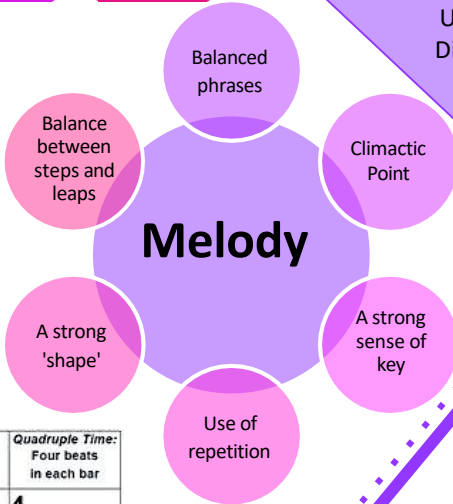 U
Di
Balanced
phrases
Balance
between
steps and
leaps
Climactic
Point
Melody
A strong
'shape'
A strong
sense of
key
Use of
repetition
Quadruple Time:
Four beats
in each bar
4